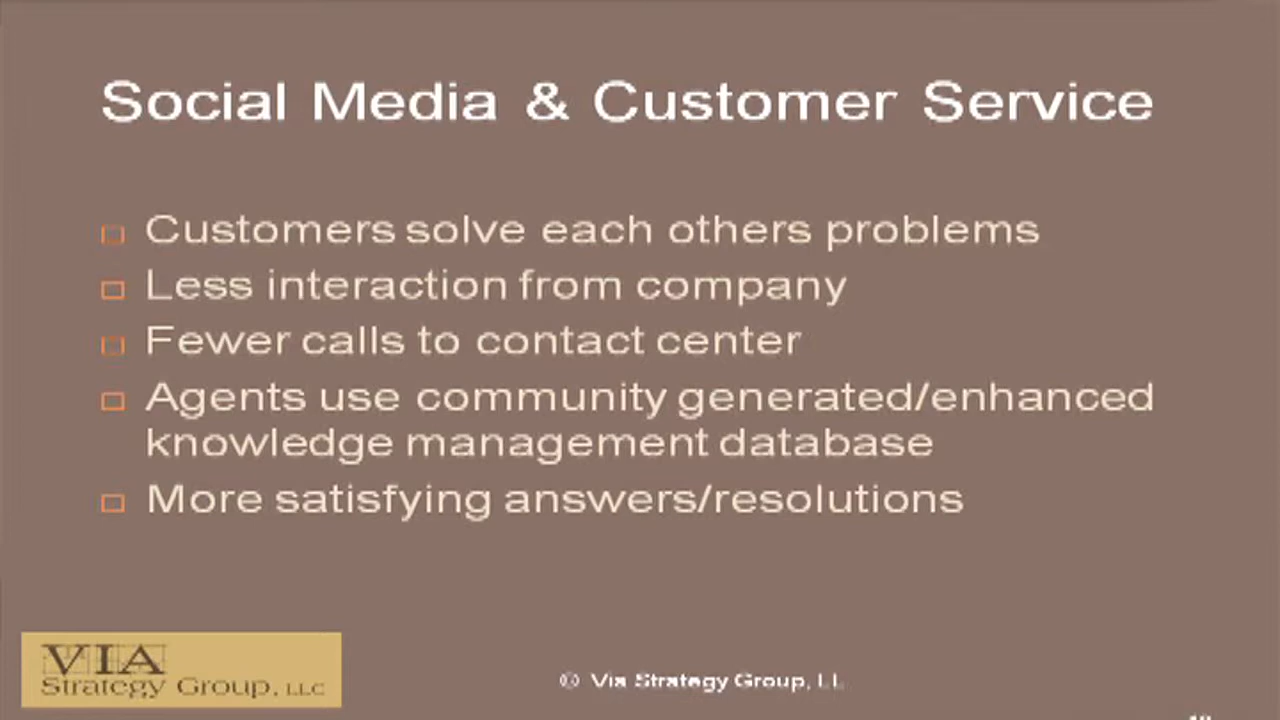 Social Media & Customer Service
Customers solve each others problems
Less interaction from company
Fewer calls to contact center
Agents use community generated/enhanced
knowledge management database
More satisfying answers/resolutions
VIA
Strategy Group, LLC
© Via Strategy Group,